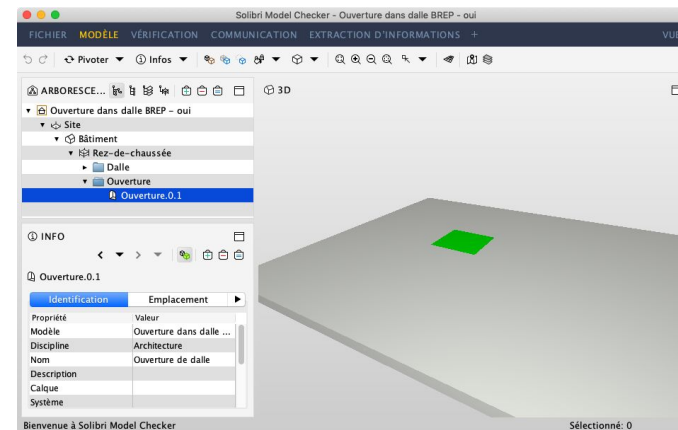 Solibri Model Checker - Ouverture dans dalle BREP - oui
FICHIER MODÈLE VÉRIFICATION COMMUNICATION EXTRACTION D'INFORMATIONS + VUE
Pivoter Infos
ARBORESCE...
3D
Ouverture dans dalle BREP - oui
Site
Bâtiment
Rez-de-chaussée
Dalle
Ouverture
Ouverture.0.1
INFO
Ouverture.0.1
Identification Emplacement
Propriété Valeur
Modèle Ouverture dans dalle ...
Discipline Architecture
Nom Ouverture de dalle
Description
Calque
Système
Bienvenue à Solibri Model Checker Sélectionné: 0